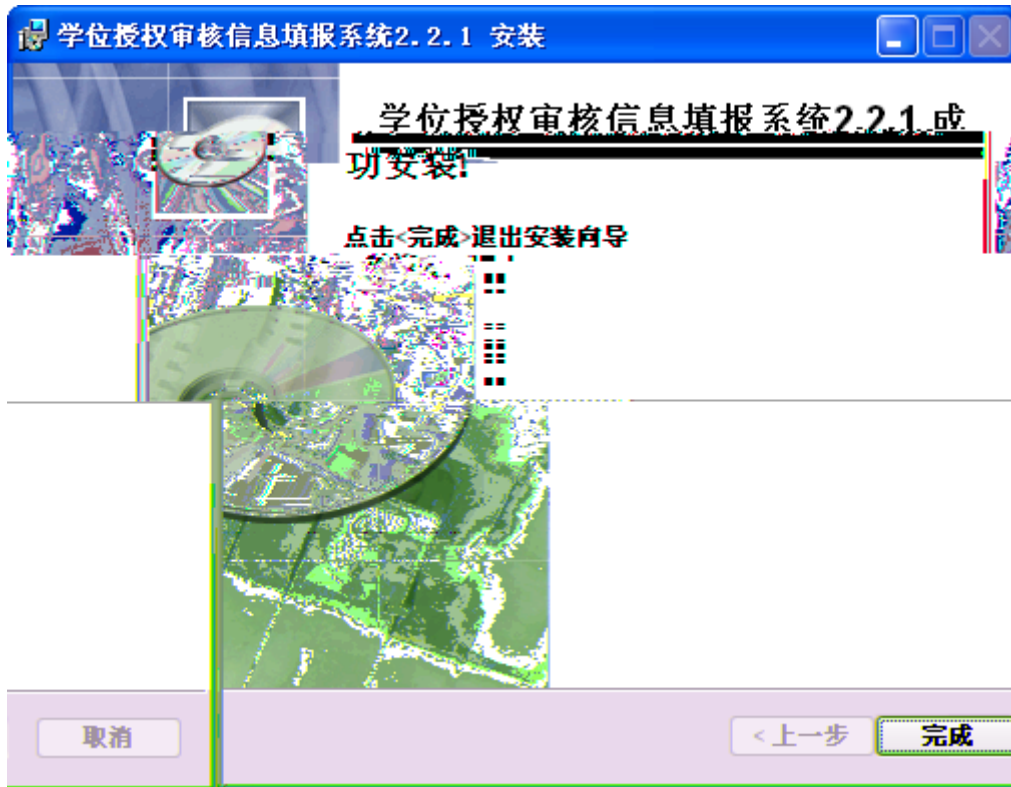 学位授权审核信息填报系统2.2.1 安装
学位授权审核信息填报系统2.2.1 成
功安装!
点击<完成>退出安装向导
取消
<上一步
完成